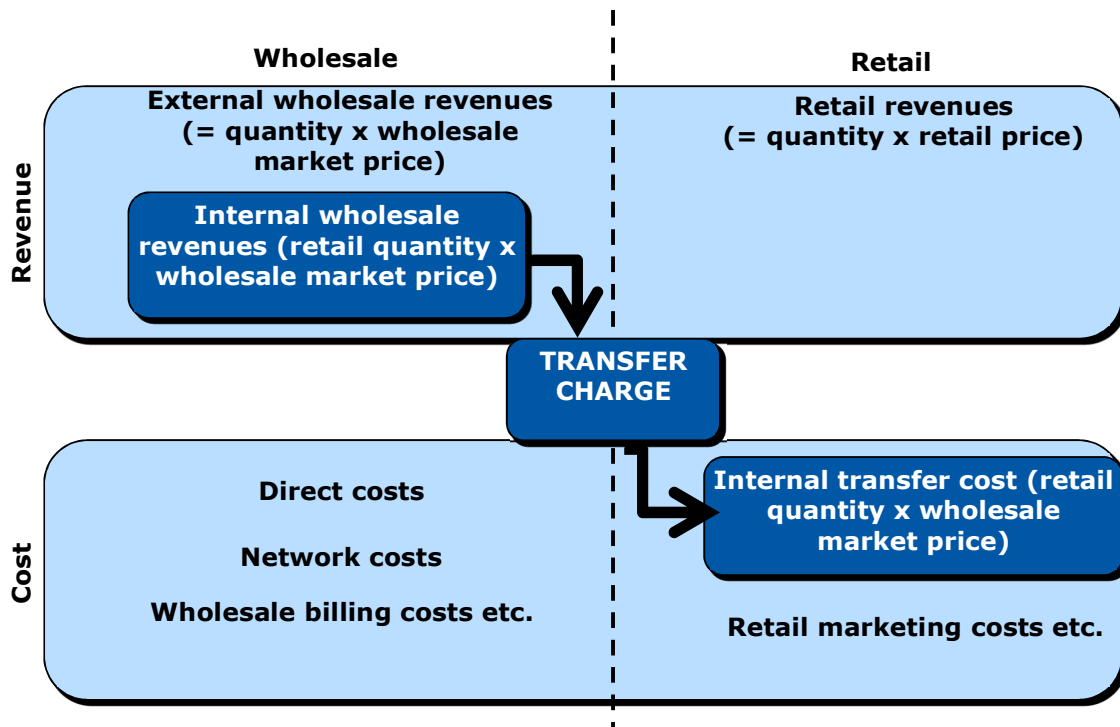 Wholesale
Retail
Revenue
External wholesale revenues
(= quantity x wholesale
market price)
Retail revenues
(= quantity x retail price)
Internal wholesale
revenues (retail quantity x
wholesale market price)
TRANSFER
CHARGE
Cost
Direct costs
Network costs
Wholesale billing costs etc.
Internal transfer cost (retail
quantity x wholesale
market price)
Retail marketing costs etc.